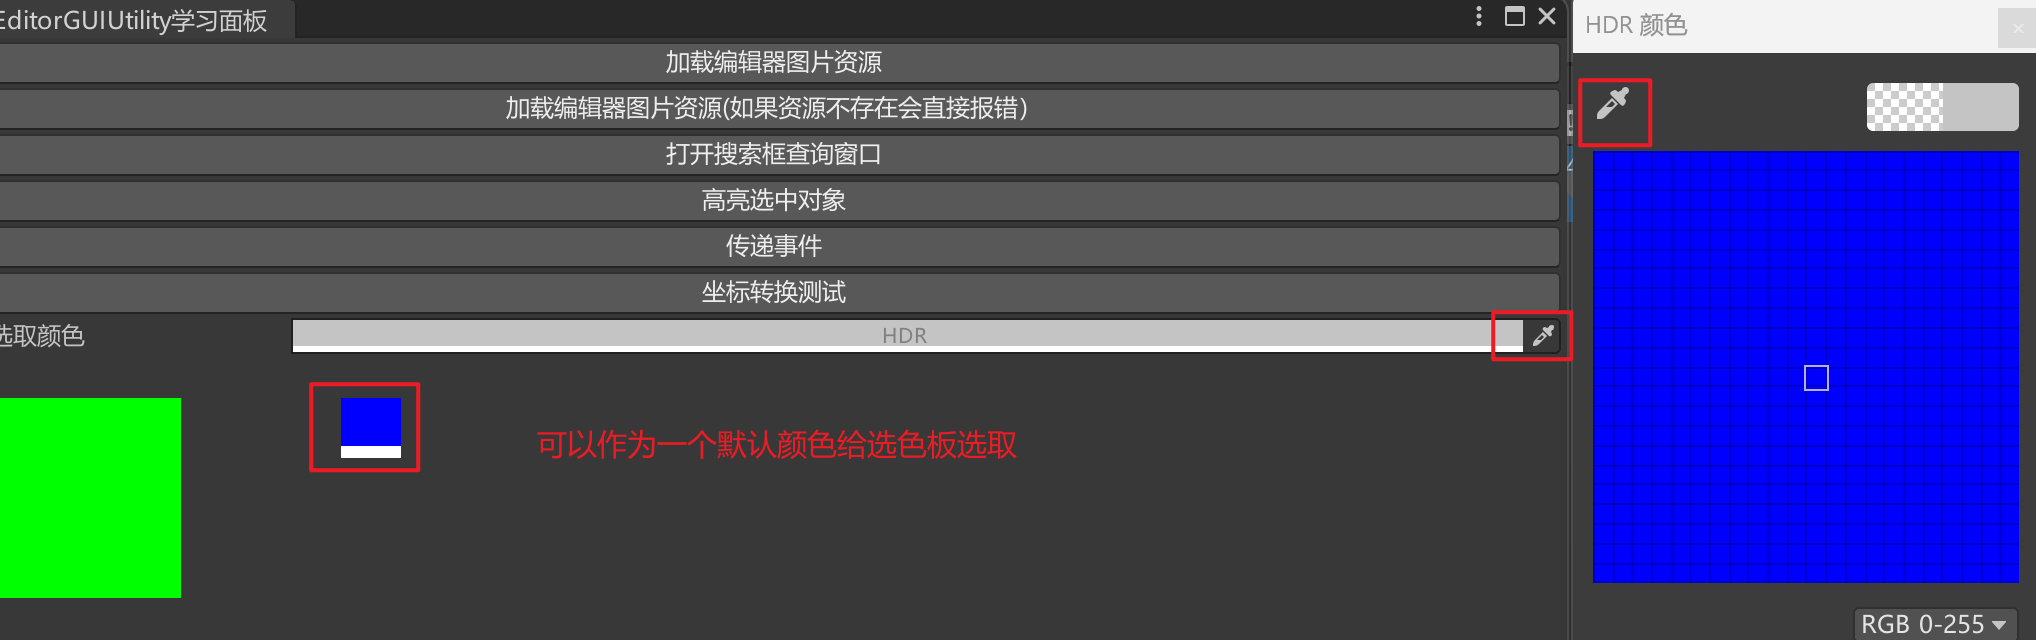 EditorGUIUtility学习面板
HDR 颜色
加载编辑器图片资源
加载编辑器图片资源(如果资源不存在会直接报错)
打开搜索框查询窗口
高亮选中对象
传递事件
坐标转换测试
选取颜色
HDR
可以作为一个默认颜色给选色板选取
RGB 0-255